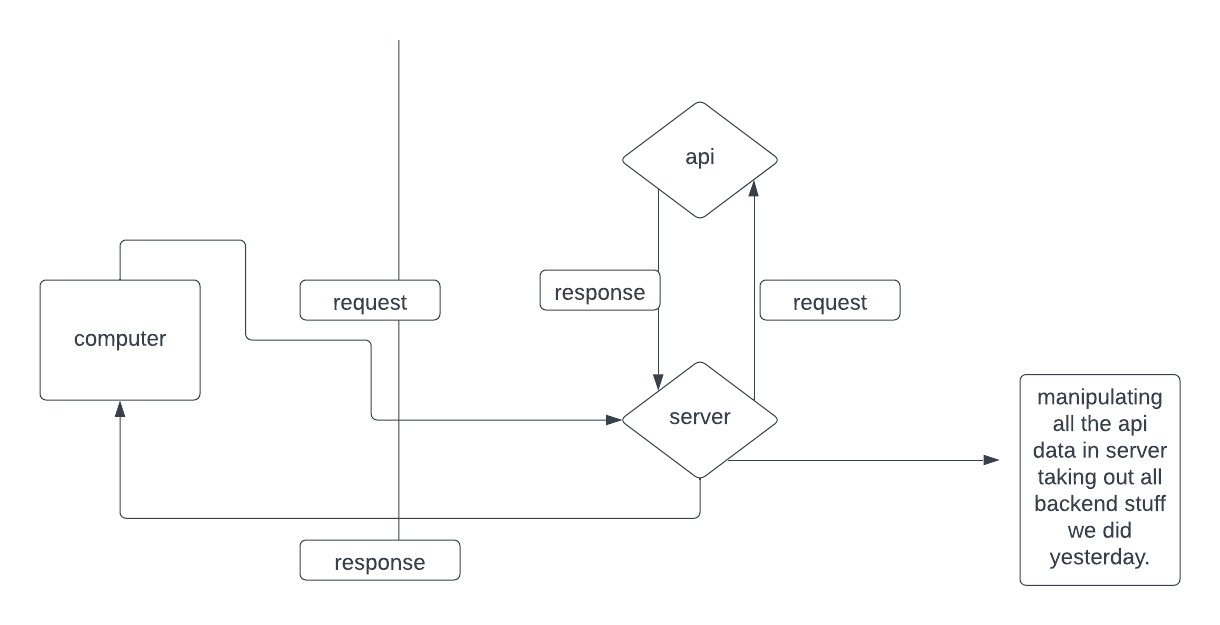 api
response
request
request
computer
server
manipulating
all the api
data in server
taking out all
backend stuff
we did
yesterday.
response